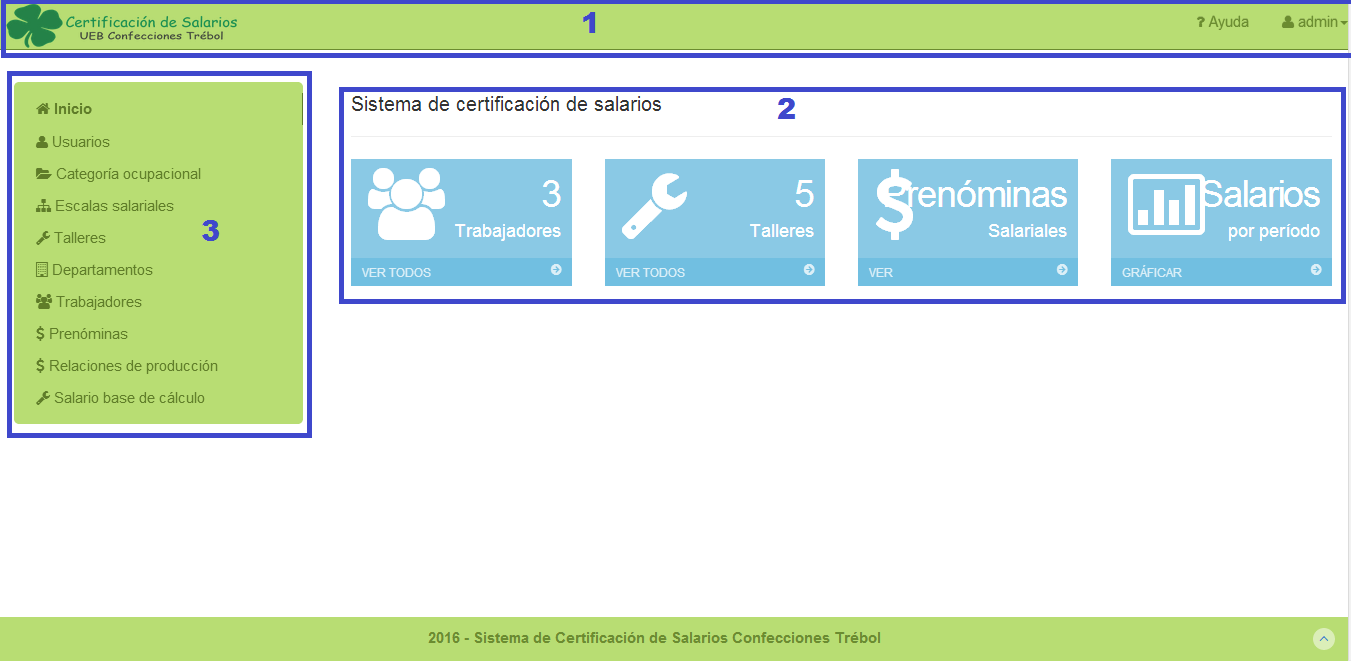 Certificación de Salarios
UEB Confecciones Trébol
1
? Ayuda
admin
Inicio
Usuarios
Categoría ocupacional
Escalas salariales
Talleres
Departamentos
Trabajadores
$ Prenóminas
$ Relaciones de producción
Salario base de cálculo
3
Sistema de certificación de salarios
2
3
Trabajadores
VER TODOS
5
Talleres
VER TODOS
$
Prenóminas
Salariales
VER
Salarios
por período
GRÁFICAR
2016 - Sistema de Certificación de Salarios Confecciones Trébol